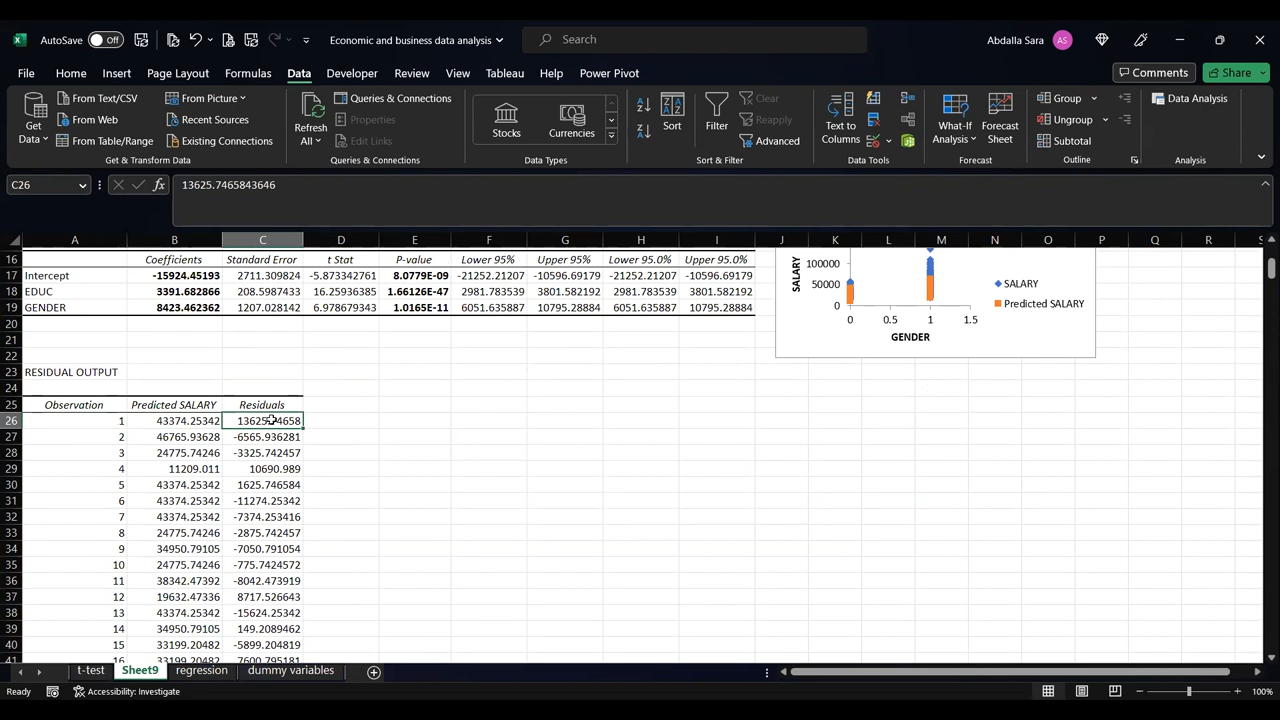 AutoSave Off Economic and business data analysis Search Abdalla Sara AS
File Home Insert Page Layout Formulas Data Developer Review View Tableau Help Power Pivot Comments Share
Get Data From Text/CSV From Web From Table/Range From Picture Recent Sources Existing Connections
Get & Transform Data
Refresh All Queries & Connections Properties Edit Links
Queries & Connections
Stocks Currencies
Data Types
Sort Filter Clear Reapply Advanced
Sort & Filter
Text to Columns
Data Tools
What-If Analysis Forecast Sheet
Forecast
Group Ungroup Subtotal
Outline
Data Analysis
Analysis
C26 fx 13625.7465843646
A B C D E F G H I J K L M N O P Q R S
16 Coefficients Standard Error t Stat P-value Lower 95% Upper 95% Lower 95.0% Upper 95.0%
17 Intercept -15924.45193 2711.309824 -5.873342761 8.0779E-09 -21252.21207 -10596.69179 -21252.21207 -10596.69179
18 EDUC 3391.682866 208.5987433 16.25936385 1.66126E-47 2981.783539 3801.582192 2981.783539 3801.582192
19 GENDER 8423.462362 1207.028142 6.978679343 1.0165E-11 6051.635887 10795.28884 6051.635887 10795.28884
20
21
22
23 RESIDUAL OUTPUT
24
25 Observation Predicted SALARY Residuals
26 1 43374.25342
27 2 46765.93628 -6565.936281
28 3 24775.74246 -3325.742457
29 4 11209.011 10690.989
30 5 43374.25342 1625.746584
31 6 43374.25342 -11274.25342
32 7 43374.25342 -7374.253416
33 8 24775.74246 -2875.742457
34 9 34950.79105 -7050.791054
35 10 24775.74246 -775.7424572
36 11 38342.47392 -8042.473919
37 12 19632.47336 8717.526643
38 13 43374.25342 -15624.25342
39 14 34950.79105 149.2089462
40 15 33199.20482 -5899.204819
41 16 33199.20482 7600.795181
SALARY
100000
50000
0
0 0.5 1 1.5
GENDER
SALARY
Predicted SALARY
t-test Sheet9 regression dummy variables
Ready Accessibility: Investigate 100%